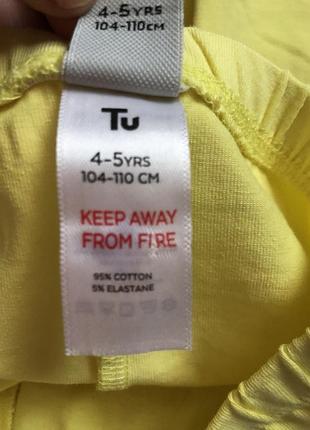 4-5YRS
104-110CM
Tu
4-5YRS
104-110 CM
KEEP AWAY
FROM FIRE
95% COTTON
5% ELASTANE